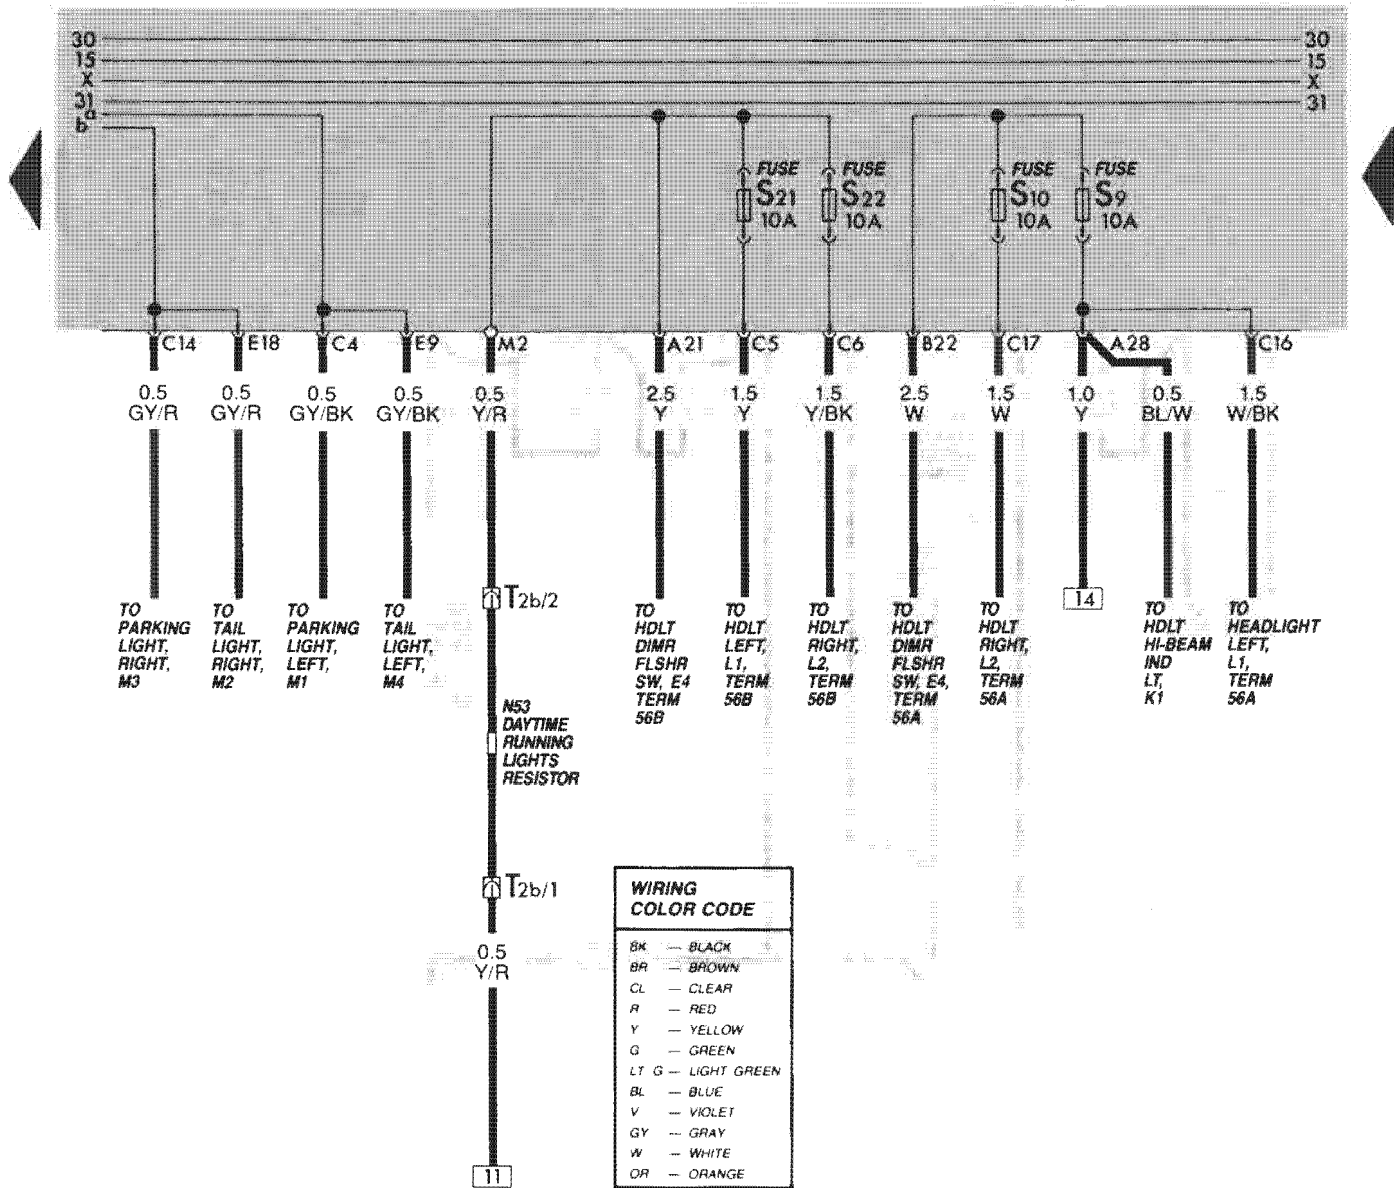 30 30
15 15
X X
31 31
a
b
FUSE FUSE FUSE FUSE
S21 S22 S10 S9
10A 10A 10A 10A
C14 E18 C4 E9 M2 A21 C5 C6 B22 C17 A28 C16
0.5 0.5 0.5 0.5 0.5 2.5 1.5 1.5 2.5 1.5 1.0 0.5 1.5
GY/R GY/R GY/BK GY/BK Y/R Y Y Y/BK W W Y BL/W W/BK
T2b/2
14
TO
PARKING
LIGHT,
RIGHT,
M3
TO
TAIL
LIGHT,
RIGHT,
M2
TO
PARKING
LIGHT,
LEFT,
M1
TO
TAIL
LIGHT,
LEFT,
M4
TO
HDLT
DIMR
FLSHR
SW, E4
TERM
56B
TO
HDLT
LEFT,
L1,
TERM
56B
TO
HDLT
RIGHT,
L2,
TERM
56B
TO
HDLT
DIMR
FLSHR
SW, E4,
TERM
56A
TO
HDLT
RIGHT,
L2,
TERM
56A
TO
HDLT
HI-BEAM
IND
LT,
K1
TO
HEADLIGHT
LEFT,
L1,
TERM
56A
N53
DAYTIME
RUNNING
LIGHTS
RESISTOR
T2b/1
0.5
Y/R
11
WIRING
COLOR CODE
BK — BLACK
BR — BROWN
CL — CLEAR
R — RED
Y — YELLOW
G — GREEN
LT G — LIGHT GREEN
BL — BLUE
V — VIOLET
GY — GRAY
W — WHITE
OR — ORANGE